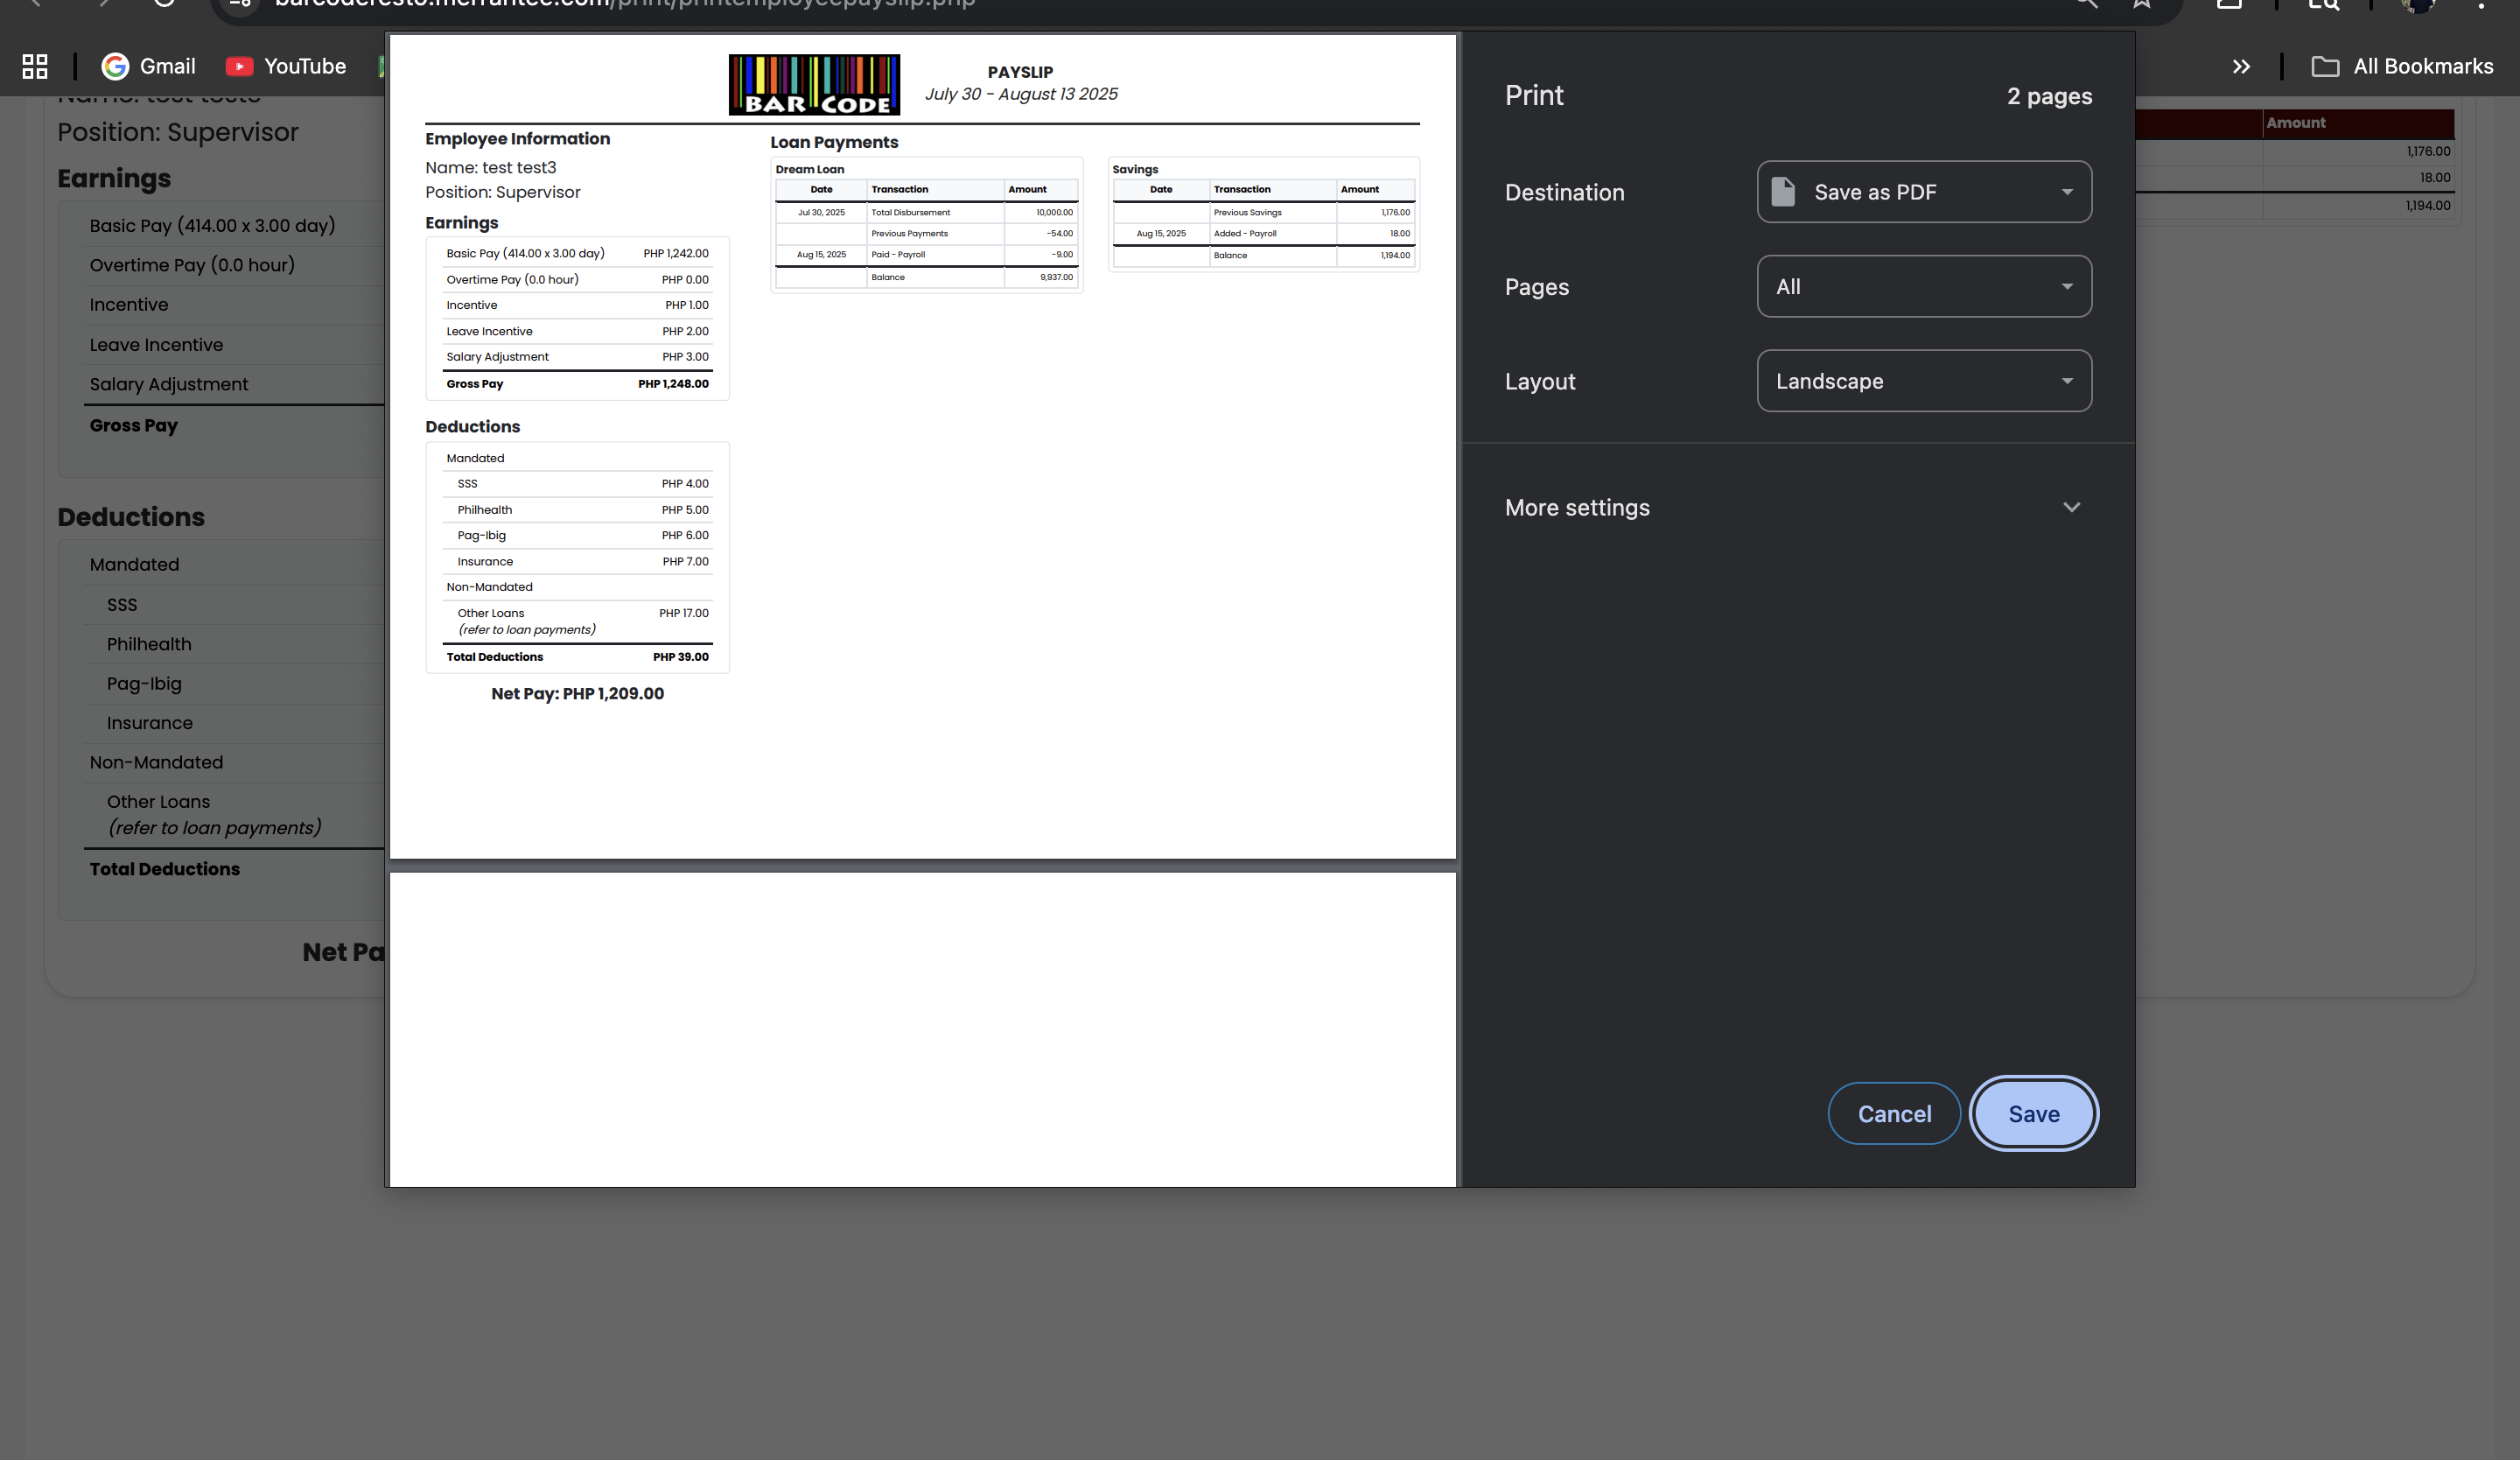 barcoderesto.merrantee.com/print/printemployeepayslip.php
Gmail
YouTube
All Bookmarks
Position: Supervisor
Earnings
Basic Pay (414.00 x 3.00 day)
Overtime Pay (0.0 hour)
Incentive
Leave Incentive
Salary Adjustment
Gross Pay
Deductions
Mandated
SSS
Philhealth
Pag-Ibig
Insurance
Non-Mandated
Other Loans
(refer to loan payments)
Total Deductions
Net Pa
BAR CODE
PAYSLIP
July 30 - August 13 2025
Employee Information
Name: test test3
Position: Supervisor
Earnings
Basic Pay (414.00 x 3.00 day) PHP 1,242.00
Overtime Pay (0.0 hour) PHP 0.00
Incentive PHP 1.00
Leave Incentive PHP 2.00
Salary Adjustment PHP 3.00
Gross Pay PHP 1,248.00
Deductions
Mandated
SSS PHP 4.00
Philhealth PHP 5.00
Pag-Ibig PHP 6.00
Insurance PHP 7.00
Non-Mandated
Other Loans PHP 17.00
(refer to loan payments)
Total Deductions PHP 39.00
Net Pay: PHP 1,209.00
Loan Payments
Dream Loan
Date Transaction Amount
Jul 30, 2025 Total Disbursement 10,000.00
Previous Payments -54.00
Aug 15, 2025 Paid - Payroll -9.00
Balance 9,937.00
Savings
Date Transaction Amount
Previous Savings 1,176.00
Aug 15, 2025 Added - Payroll 18.00
Balance 1,194.00
Print 2 pages
Destination Save as PDF
Pages All
Layout Landscape
More settings
Cancel Save
Amount
1,176.00
18.00
1,194.00